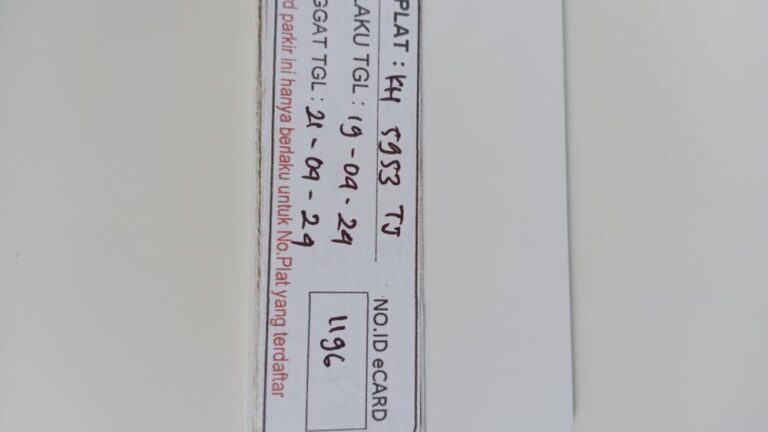 PLAT : KH 5953 TJ
LAKU TGL : 19-09-24
GGAT TGL : 21-09-24
NO.ID eCARD
1196
d parkir ini hanya berlaku untuk No.Plat yang terdaftar